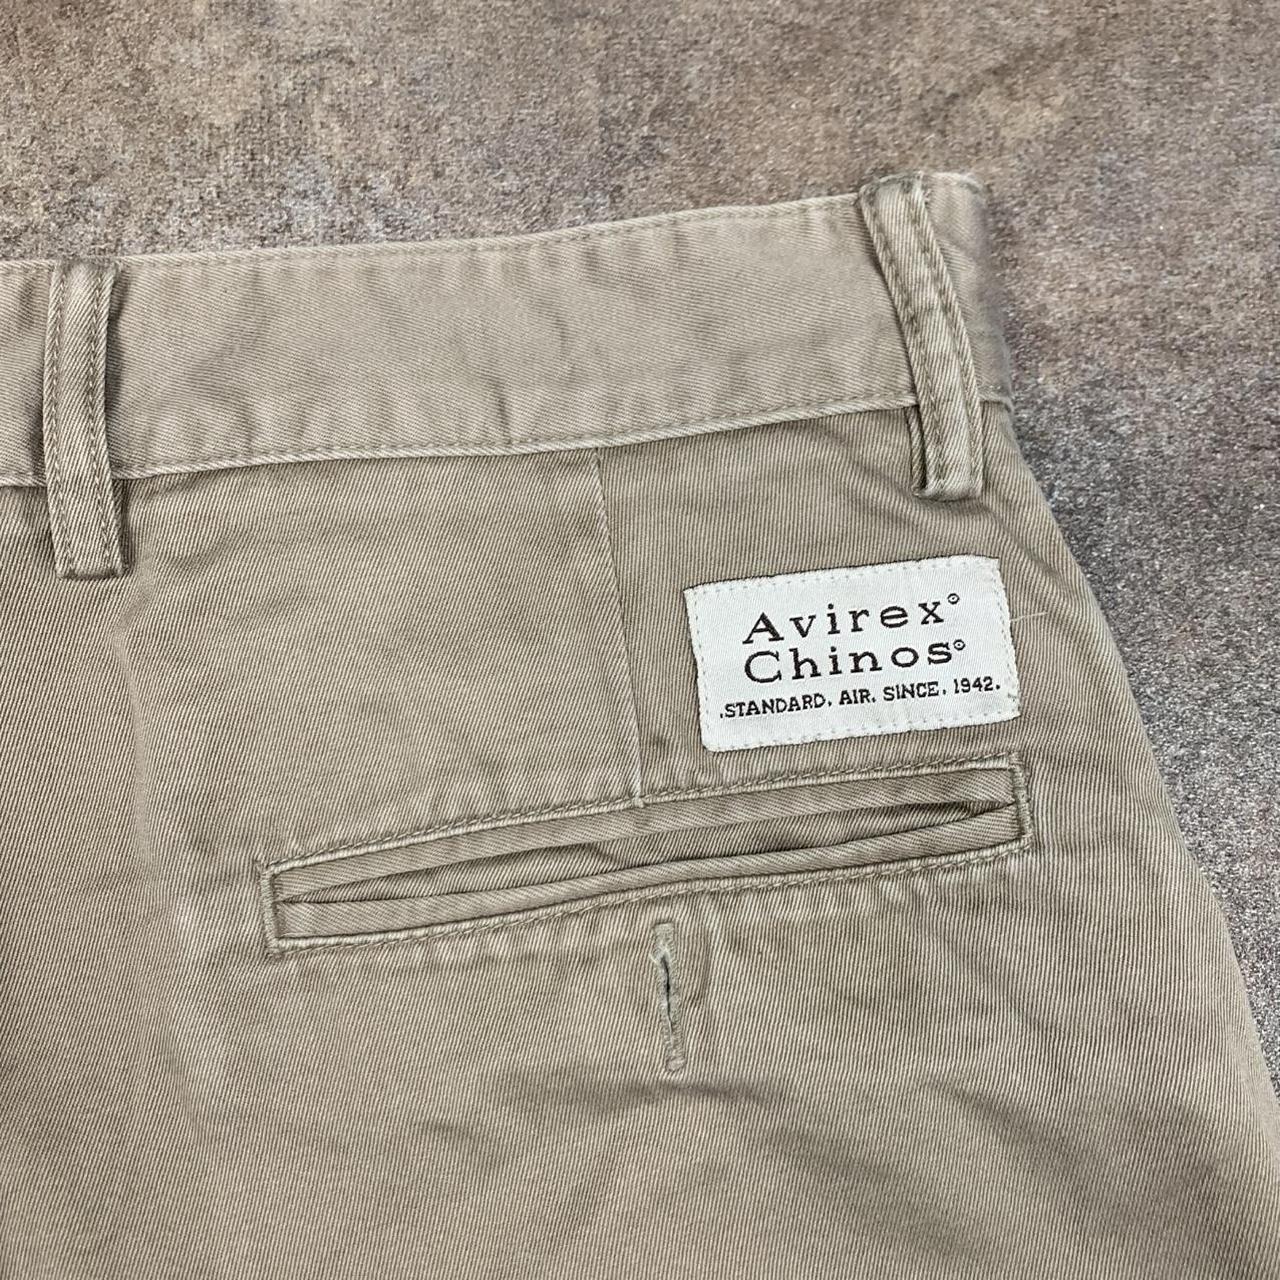 Avirex®
Chinos®
.STANDARD. AIR. SINCE. 1942.